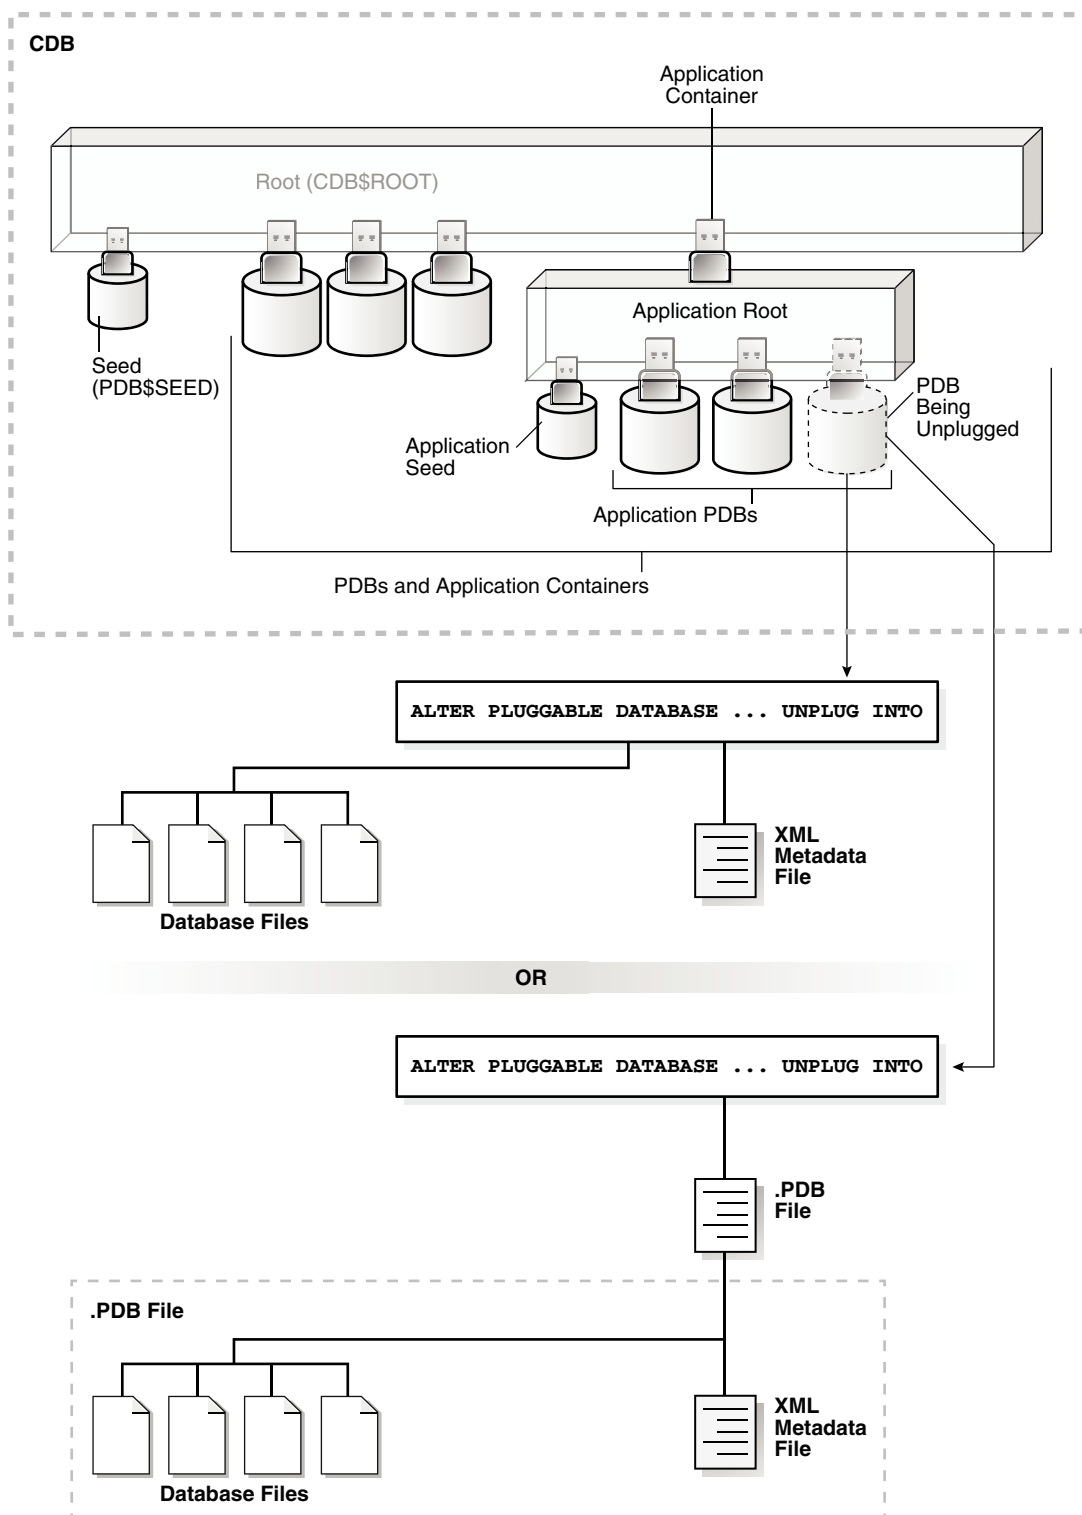 CDB
Application
Container
Root (CDB$ROOT)
Application Root
Seed
(PDB$SEED)
PDB
Being
Unplugged
Application
Seed
Application PDBs
PDBs and Application Containers
ALTER PLUGGABLE DATABASE ... UNPLUG INTO
XML
Metadata
File
Database Files
OR
ALTER PLUGGABLE DATABASE ... UNPLUG INTO
.PDB
File
.PDB File
XML
Metadata
File
Database Files